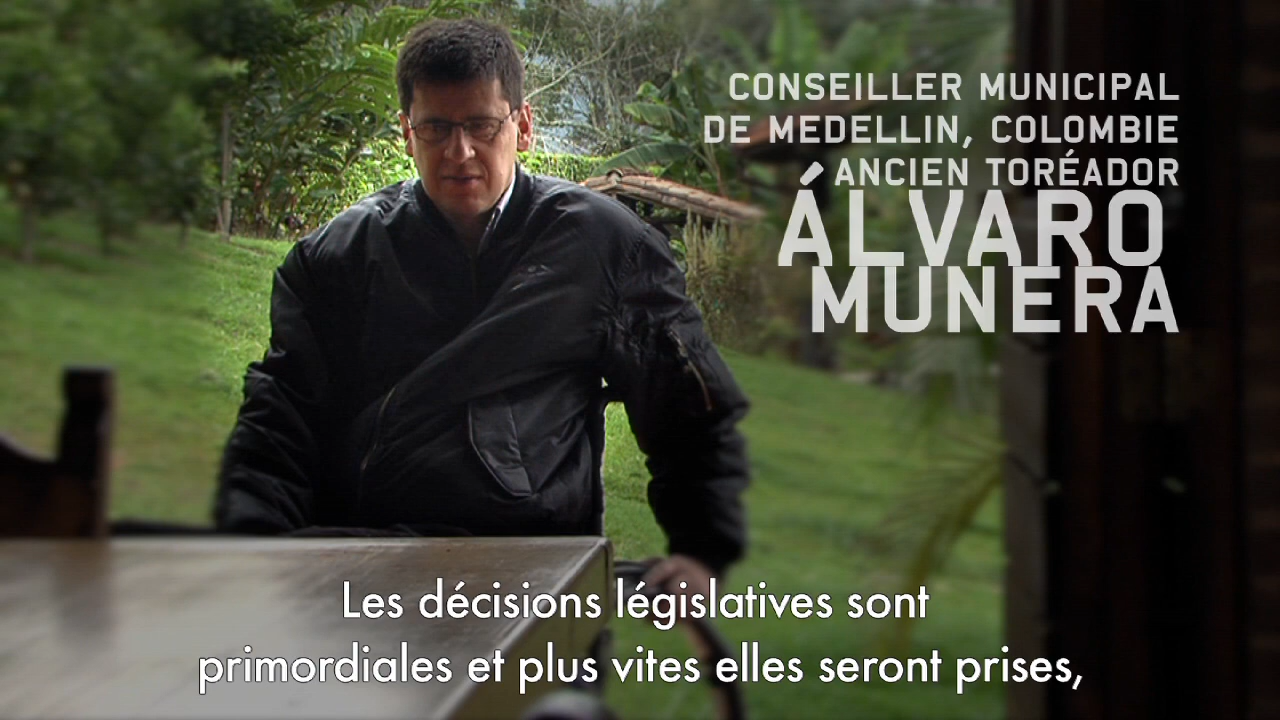 CONSEILLER MUNICIPAL
DE MEDELLIN, COLOMBIE
ANCIEN TORÉADOR
ÁLVARO
MUNERA
Les décisions législatives sont
primordiales et plus vites elles seront prises,